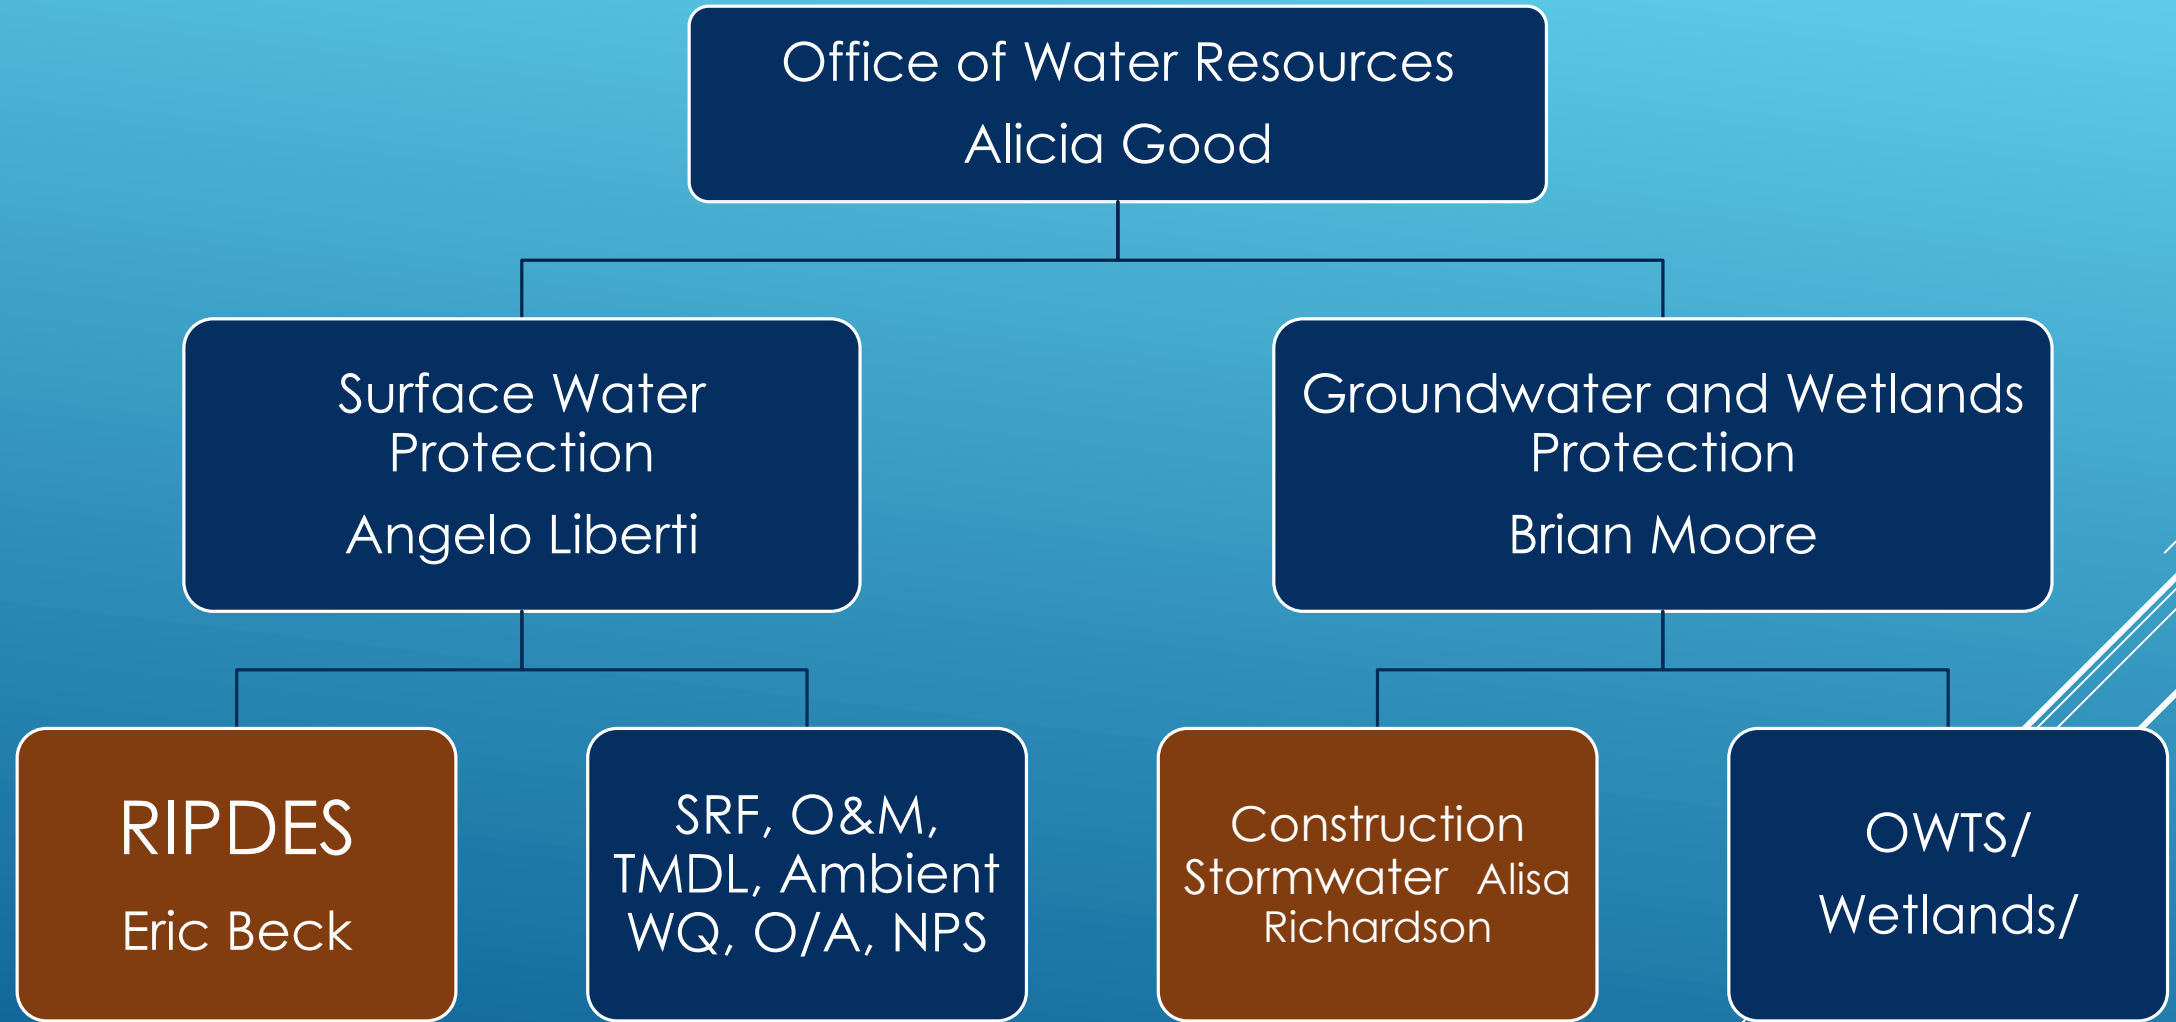 Office of Water Resources
Alicia Good
Surface Water
Protection
Angelo Liberti
Groundwater and Wetlands
Protection
Brian Moore
RIPDES
Eric Beck
SRF, O&M,
TMDL, Ambient
WQ, O/A, NPS
Construction
Stormwater Alisa
Richardson
OWTS/
Wetlands/